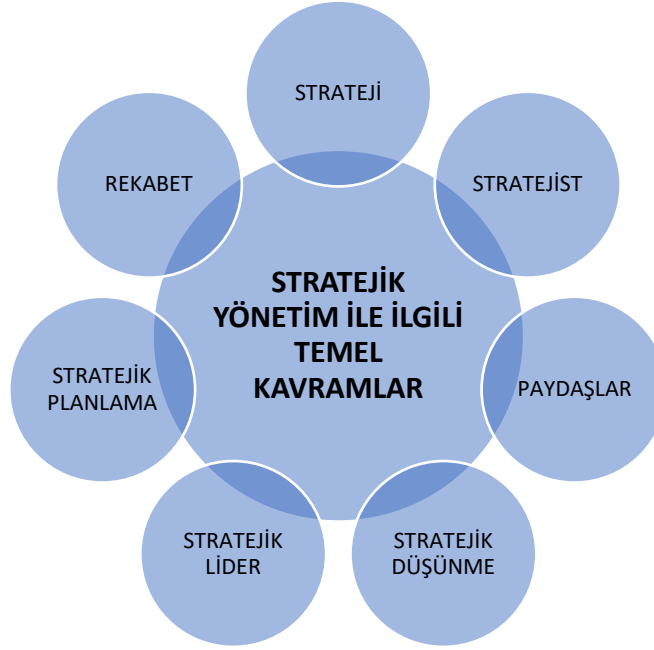 STRATEJİ
STRATEJİST
PAYDAŞLAR
STRATEJİK
DÜŞÜNME
STRATEJİK
LİDER
STRATEJİK
PLANLAMA
REKABET
STRATEJİK
YÖNETİM İLE İLGİLİ
TEMEL
KAVRAMLAR